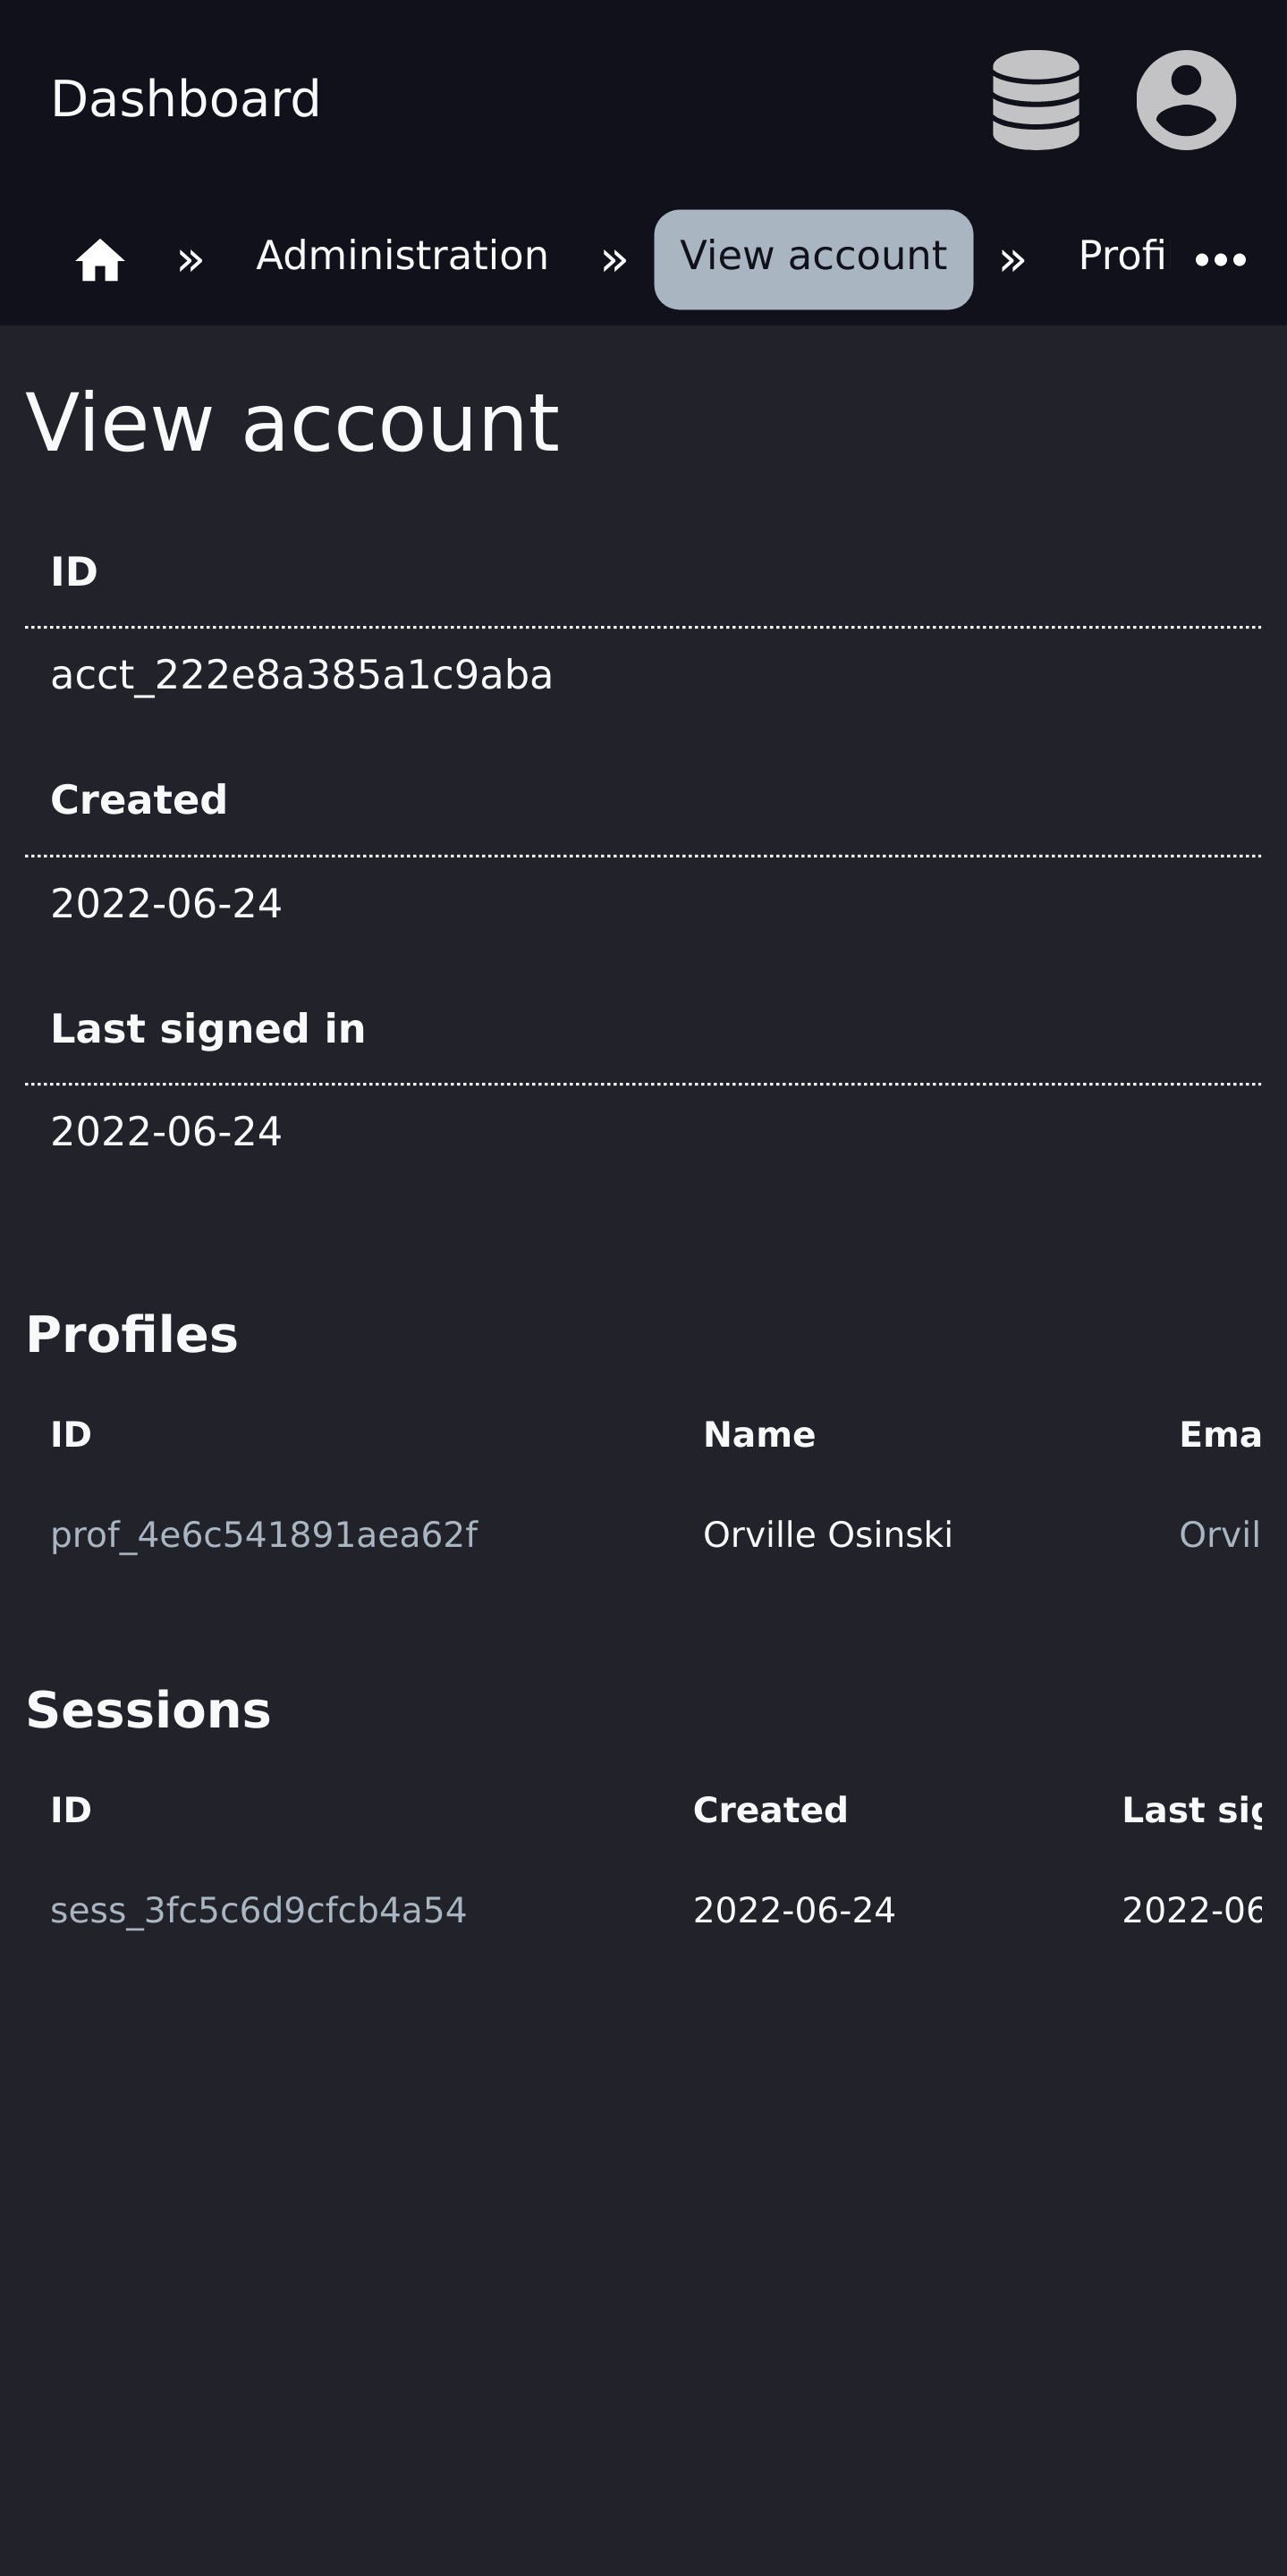 Dashboard
» Administration » View account » Profi
View account
ID
acct_222e8a385a1c9aba
Created
2022-06-24
Last signed in
2022-06-24
Profiles
ID Name Ema
prof_4e6c541891aea62f Orville Osinski Orvil
Sessions
ID Created Last sig
sess_3fc5c6d9cfcb4a54 2022-06-24 2022-06